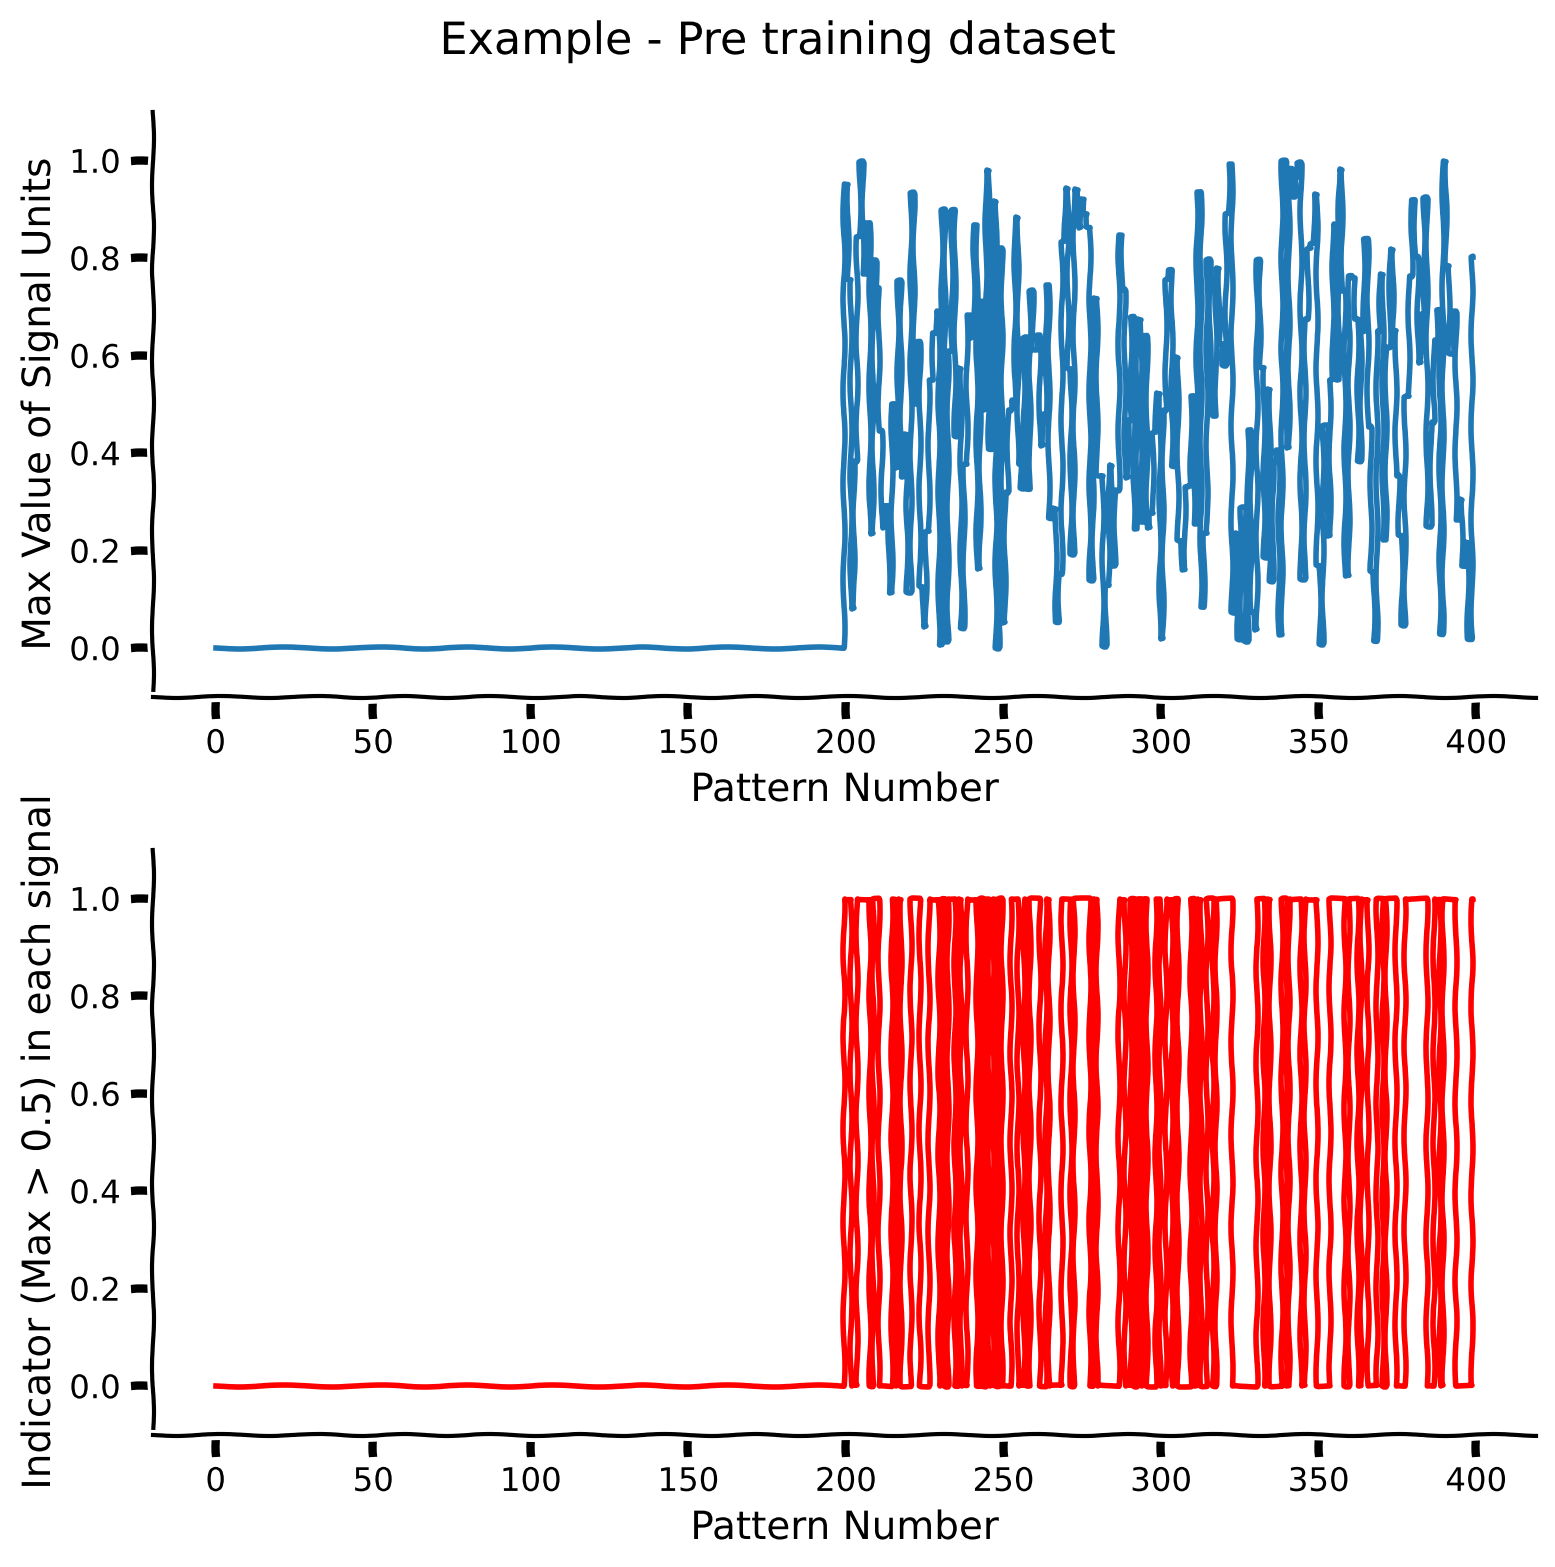 Example - Pre training dataset
Max Value of Signal Units
1.0
0.8
0.6
0.4
0.2
0.0
0 50 100 150 200 250 300 350 400
Pattern Number
Indicator (Max > 0.5) in each signal
1.0
0.8
0.6
0.4
0.2
0.0
0 50 100 150 200 250 300 350 400
Pattern Number